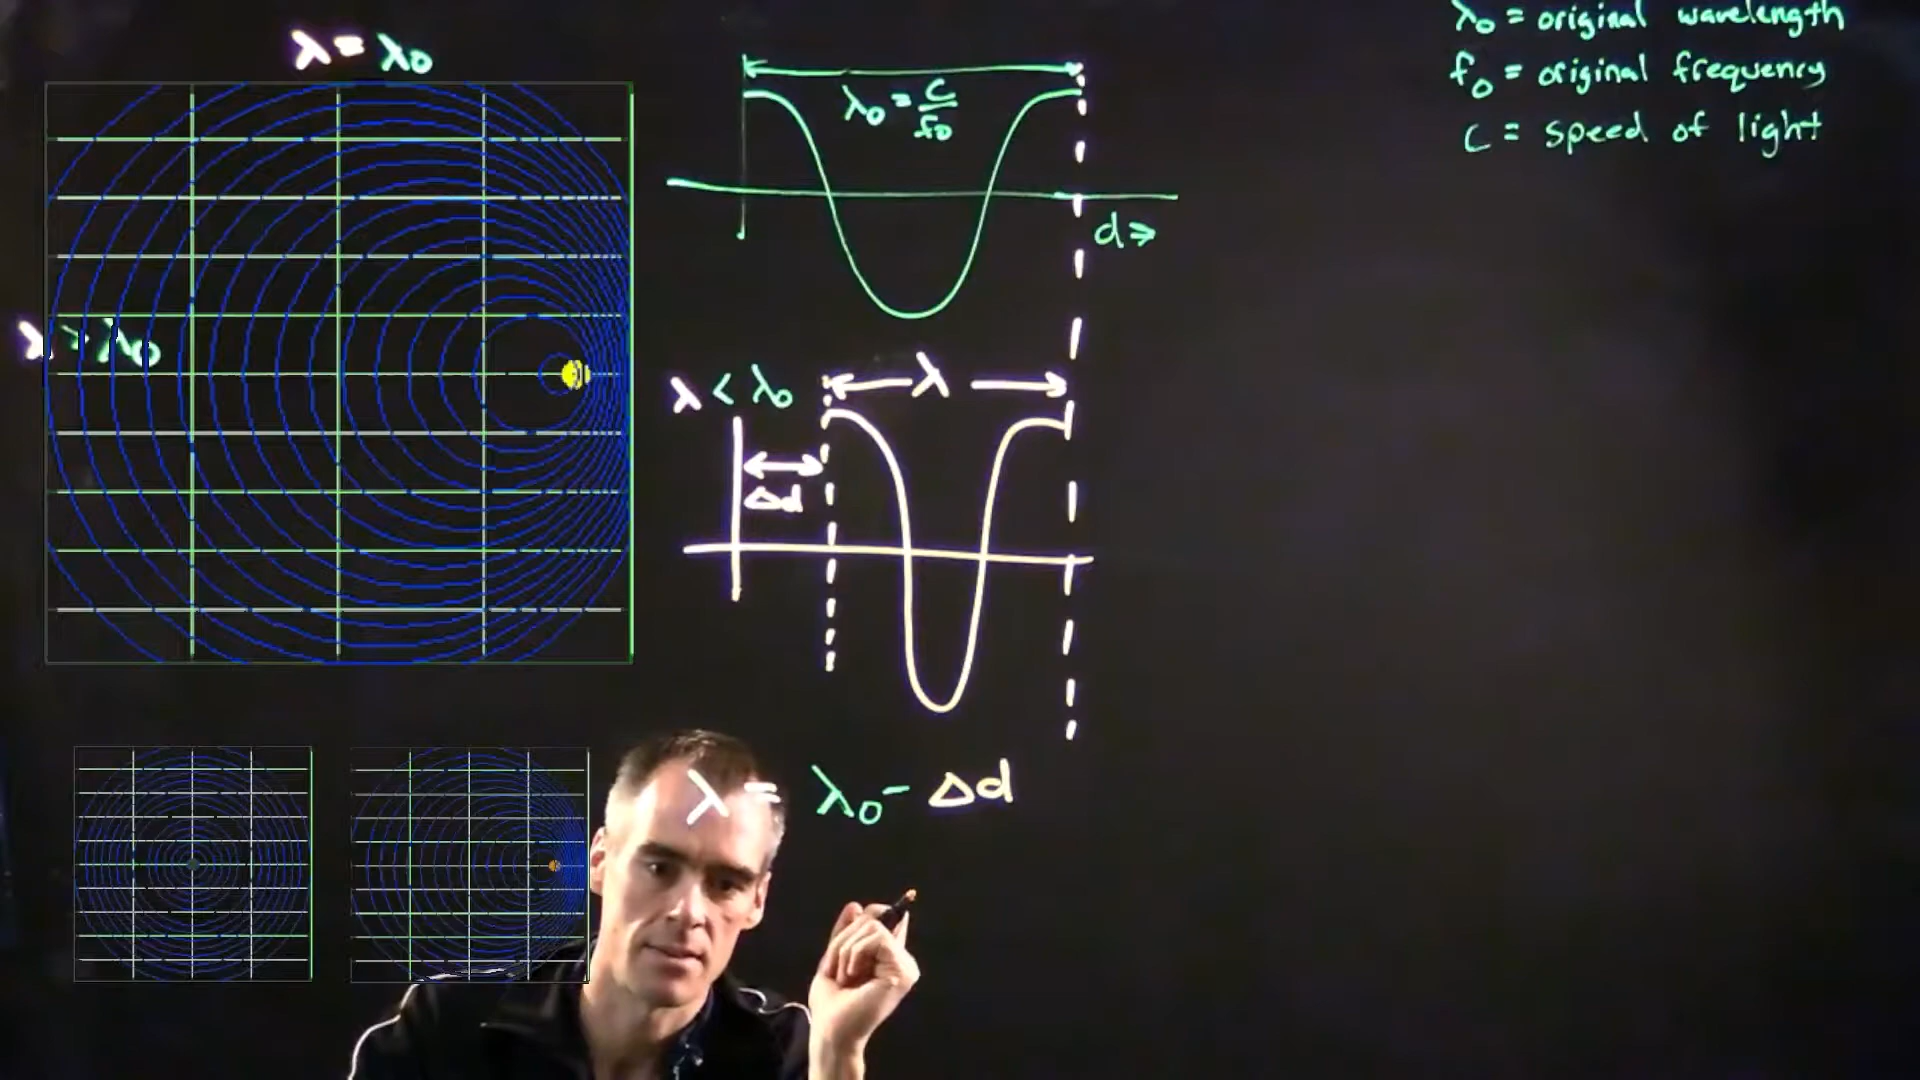 λ = λ₀
λ > λ₀
λ₀ = c/f₀
d →
λ < λ₀
λ
Δd
λ = λ₀ - Δd
λ₀ = original wavelength
f₀ = original frequency
c = speed of light